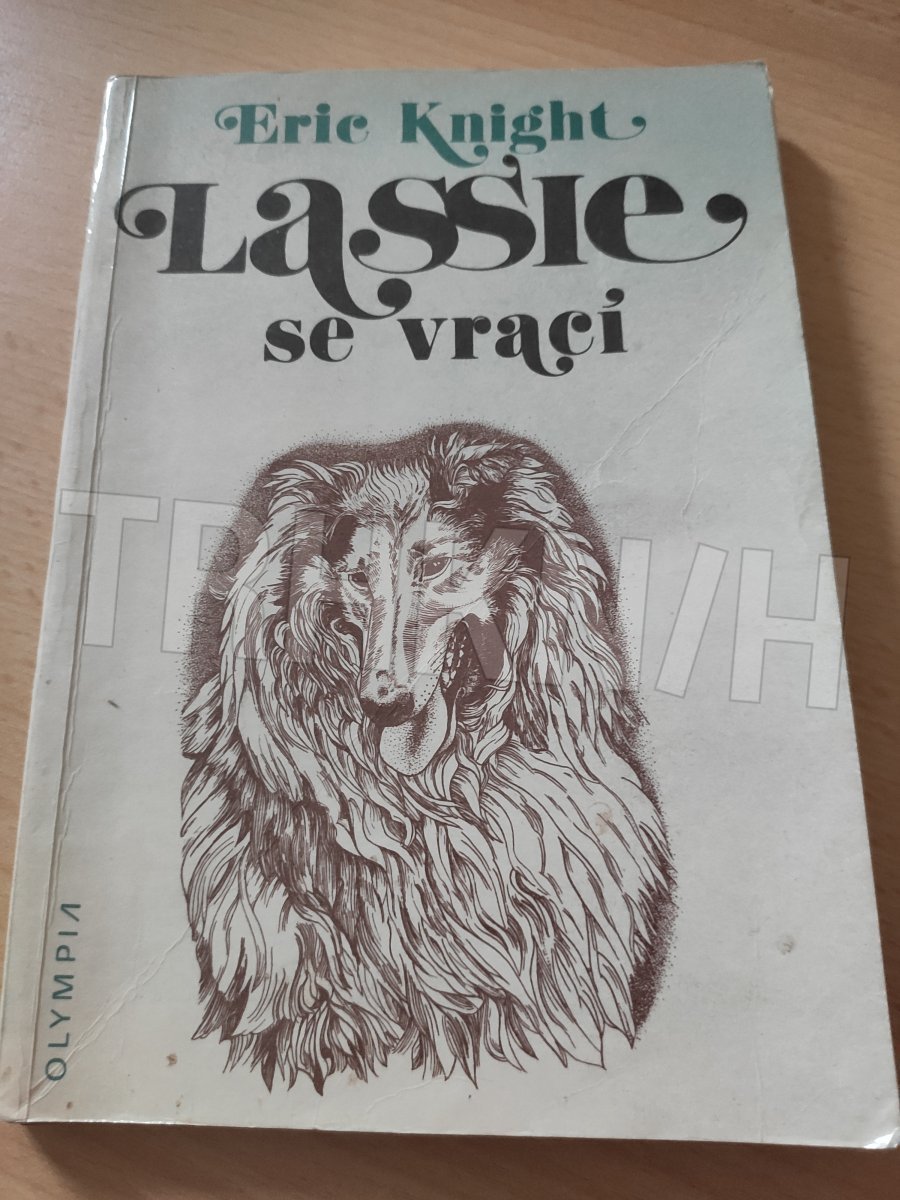 Eric Knight
Lassie
se vrací
OLYMPIA